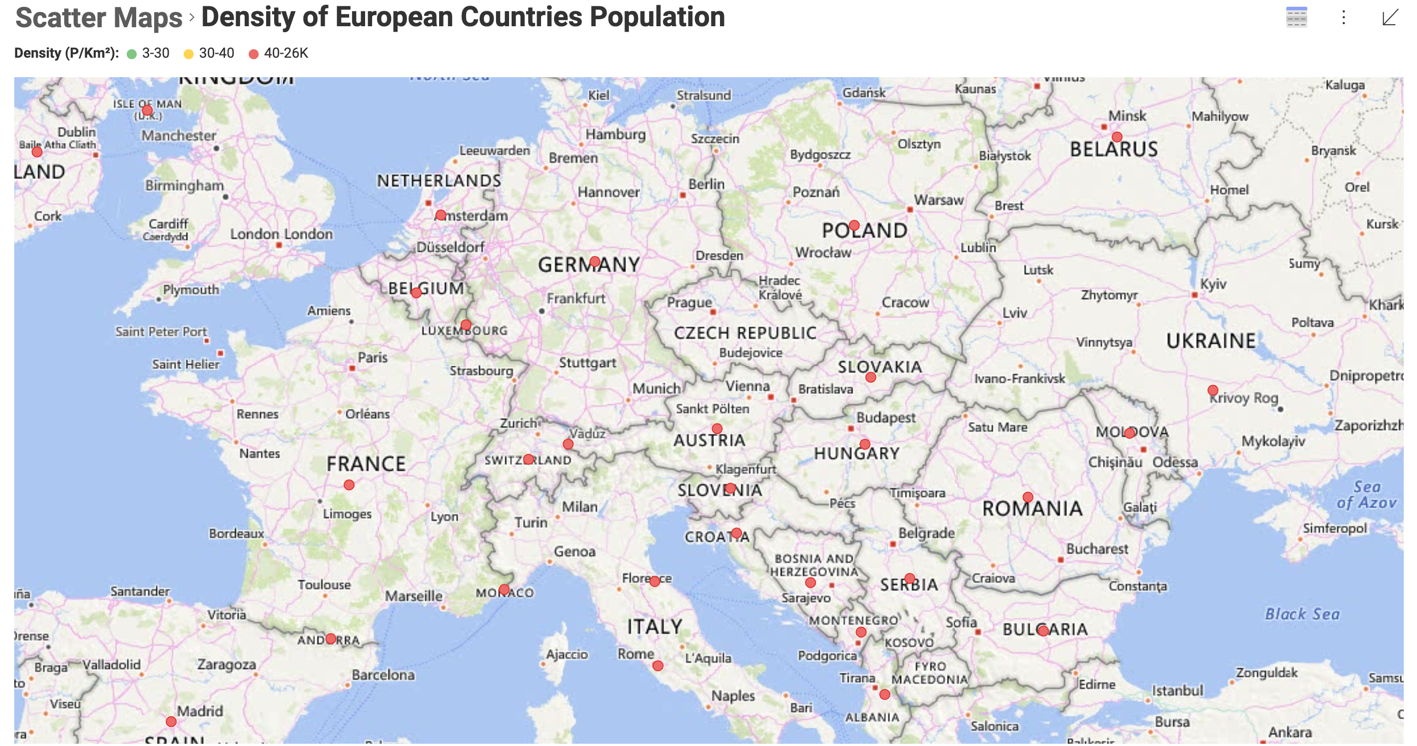 Scatter Maps › Density of European Countries Population
Density (P/Km²): 3-30 30-40 40-26K
KINGDOM
North Sea
Vilnius
Kaluga
Kiel
Stralsund
Gdańsk
Kaunas
ISLE OF MAN
(U.K.)
Minsk
Mahilyow
Dublin
Baile Atha Cliath
Manchester
Hamburg
Szczecin
Olsztyn
BELARUS
Bryansk
Leeuwarden
Bremen
Bydgoszcz
Białystok
LAND
NETHERLANDS
Birmingham
Hannover
Berlin
Poznań
Homel
Orel
Warsaw
Brest
Cork
Cardiff
Caerdydd
London London
Amsterdam
POLAND
Kursk
Düsseldorf
Dresden
Wrocław
Lublin
GERMANY
Sumy
Lutsk
BELGIUM
Hradec
Králové
Kyiv
Plymouth
Amiens
Frankfurt
Prague
Cracow
Zhytomyr
Khark
Lviv
Saint Peter Port
LUXEMBOURG
CZECH REPUBLIC
Poltava
UKRAINE
Vinnytsya
Saint Helier
Paris
Stuttgart
Budejovice
SLOVAKIA
Strasbourg
Munich
Vienna
Bratislava
Ivano-Frankivsk
Dnipropetro
Krivoy Rog
Rennes
Orléans
Sankt Pölten
Budapest
Zurich
Satu Mare
Zaporizhzh
Vaduz
AUSTRIA
MOLDOVA
Mykolayiv
Nantes
FRANCE
SWITZERLAND
HUNGARY
Chişinău
Odessa
Klagenfurt
SLOVENIA
Timişoara
Sea
of Azov
Limoges
Lyon
Milan
Pécs
ROMANIA
Galaţi
Turin
Simferopol
Bordeaux
CROATIA
Belgrade
Genoa
Bucharest
BOSNIA AND
HERZEGOVINA
Florence
SERBIA
Craiova
Constanţa
Santander
Toulouse
Marseille
MONACO
Sarajevo
Vitoria
MONTENEGRO
Black Sea
ITALY
Sofia
BULGARIA
Orense
ANDORRA
KOSOVO
Rome
L'Aquila
Podgorica
Ajaccio
Braga
Valladolid
Zaragoza
Barcelona
FYRO
MACEDONIA
Tirana
Edirne
Zonguldak
Istanbul
Samsu
Naples
Viseu
Madrid
Bari
ALBANIA
Salonica
Bursa
Ankara
SPAIN